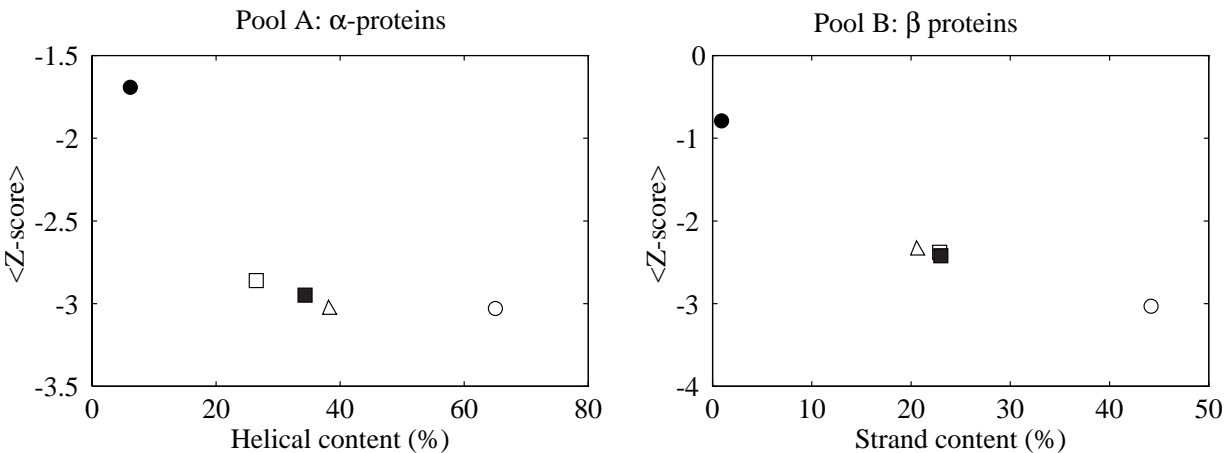 Pool A: α-proteins
-1.5
-2
-2.5
-3
-3.5
<Z-score>
0 20 40 60 80
Helical content (%)
Pool B: β proteins
0
-1
-2
-3
-4
<Z-score>
0 10 20 30 40 50
Strand content (%)